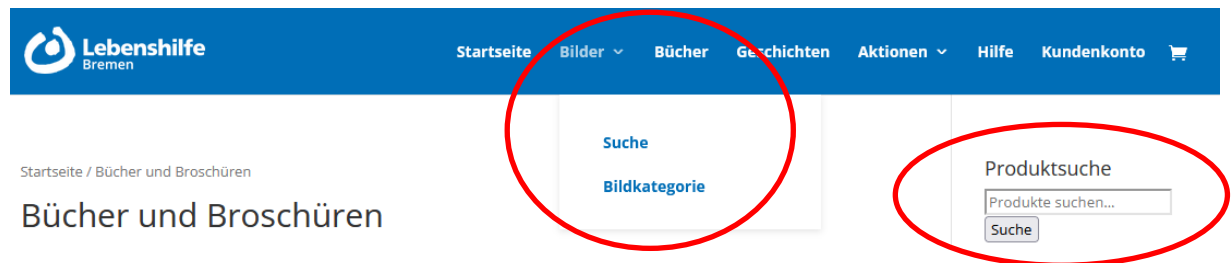 Lebenshilfe
Bremen
Startseite Bilder Bücher Geschichten Aktionen Hilfe Kundenkonto
Suche
Bildkategorie
Startseite / Bücher und Broschüren
Bücher und Broschüren
Produktsuche
Produkte suchen...
Suche